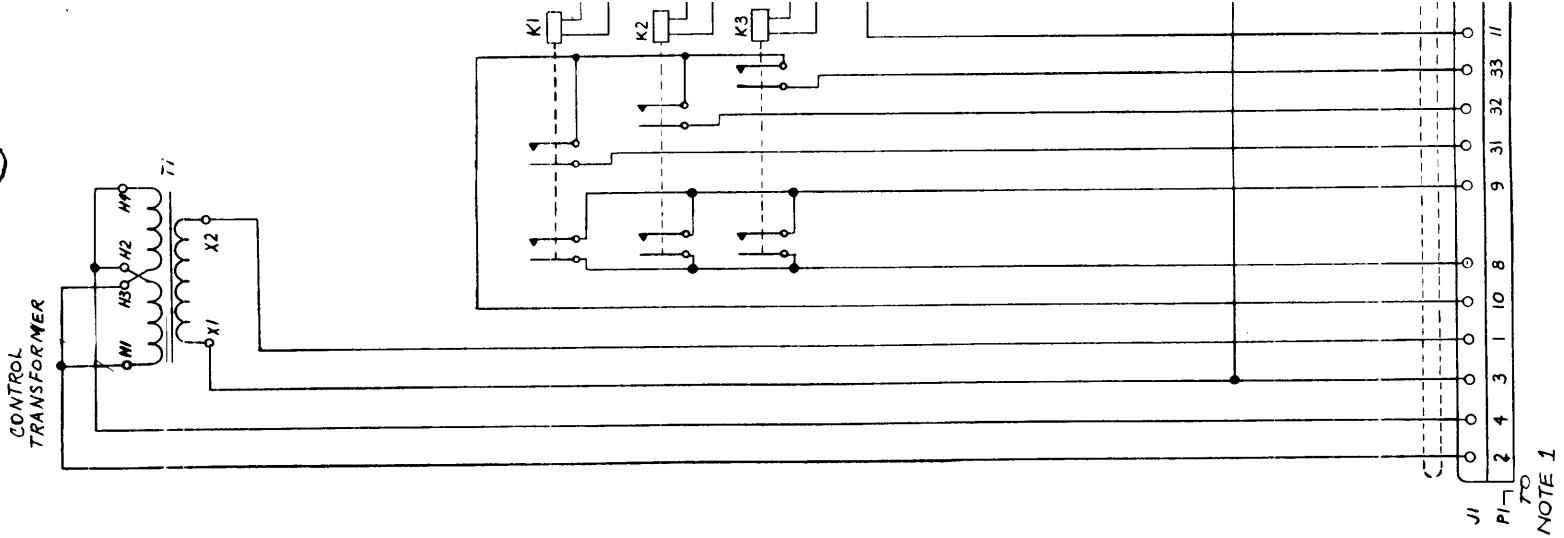 K1
K2
K3
CONTROL
TRANSFORMER
H4
H2
H3
H1
T1
X2
X1
11
33
32
31
9
8
10
1
3
4
2
J1
P1
TO
NOTE 1